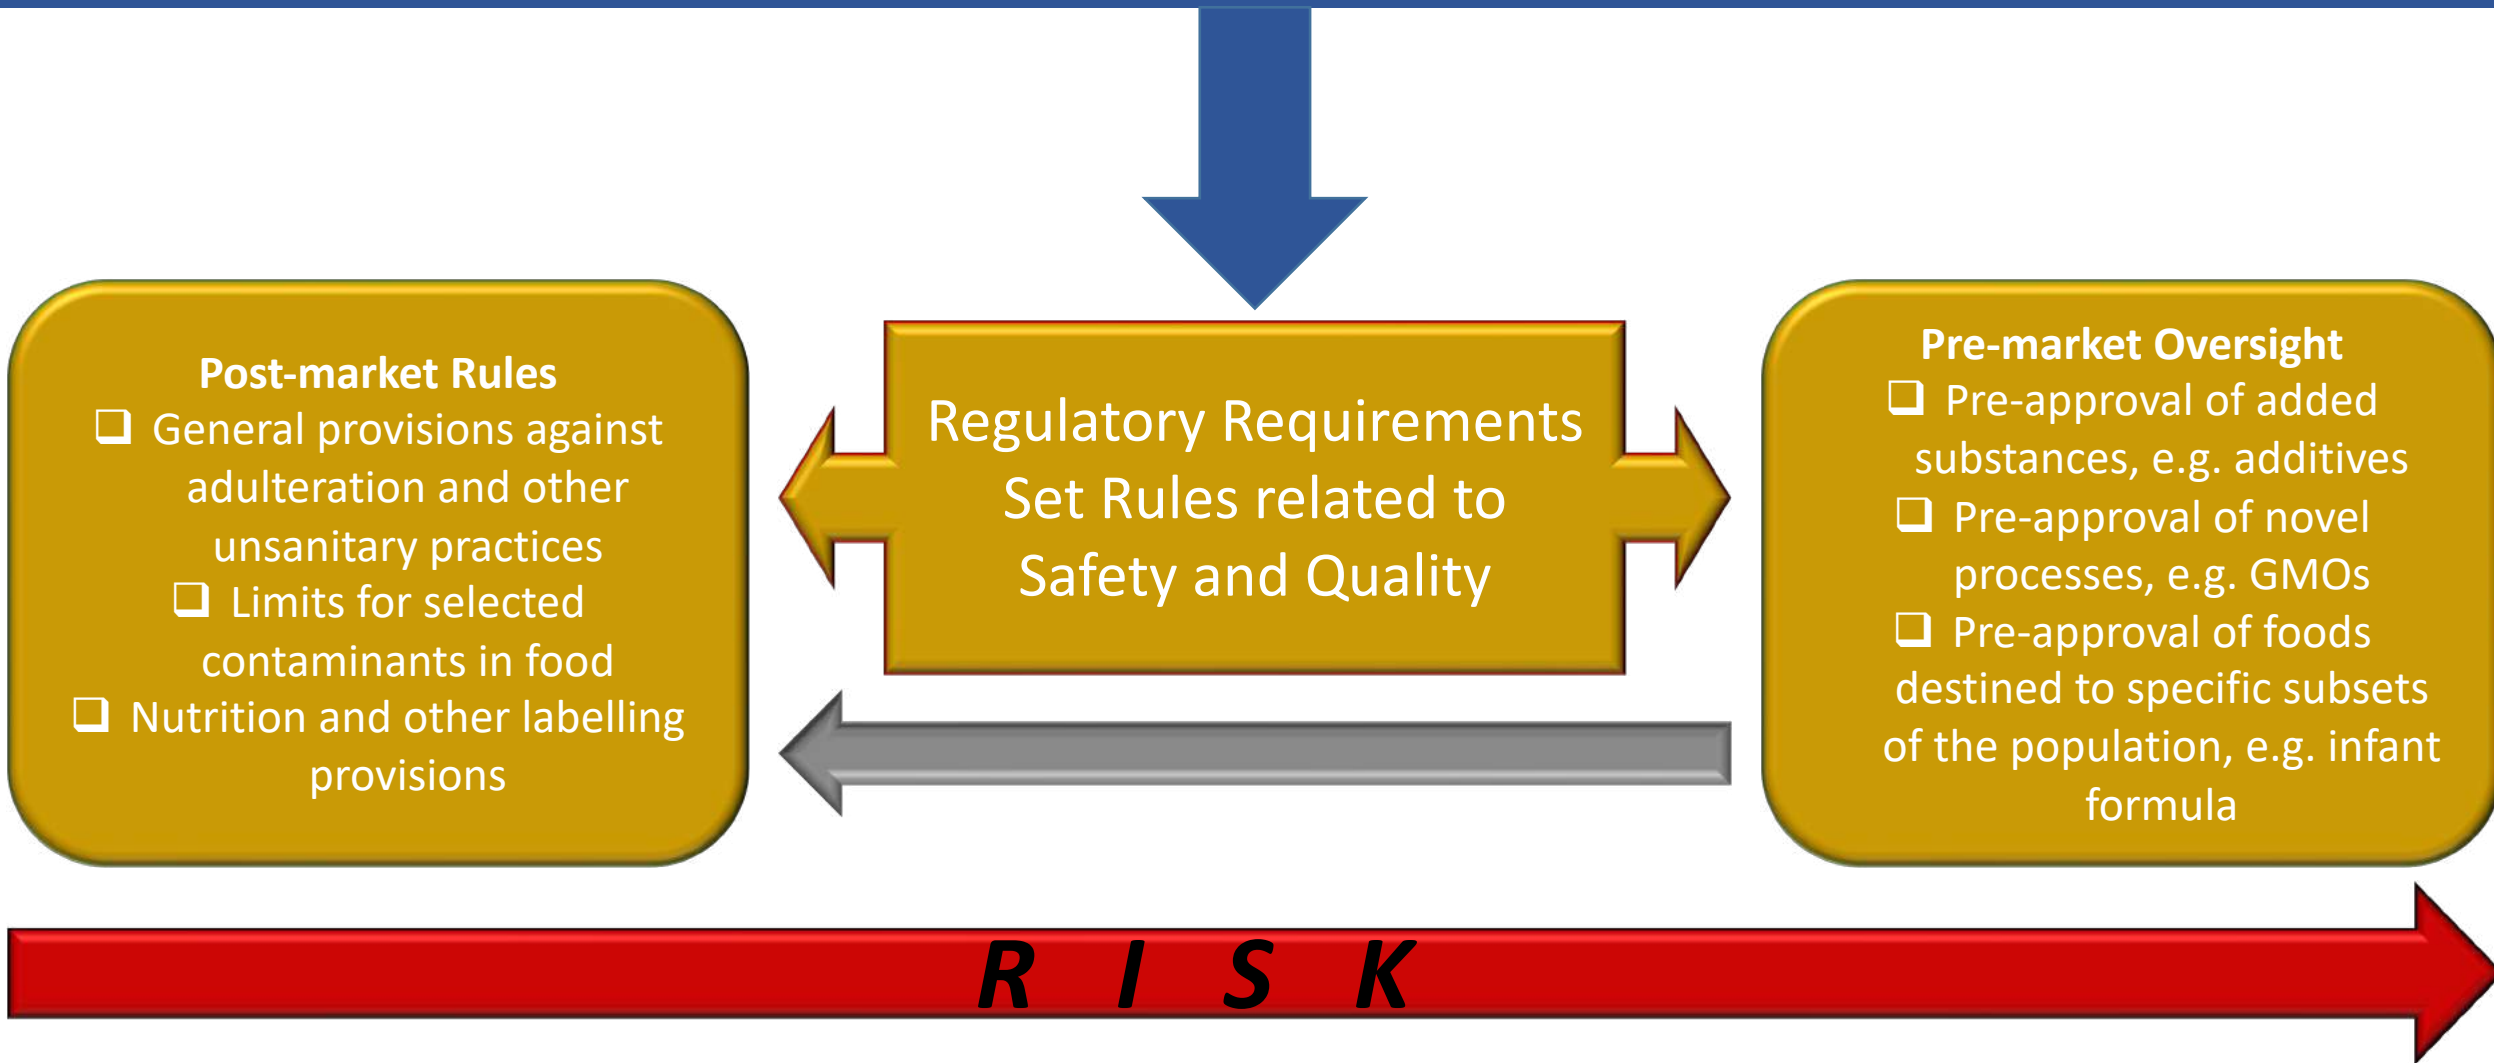 Post-market Rules
❑ General provisions against
adulteration and other
unsanitary practices
❑ Limits for selected
contaminants in food
❑ Nutrition and other labelling
provisions
Regulatory Requirements
Set Rules related to
Safety and Quality
Pre-market Oversight
❑ Pre-approval of added
substances, e.g. additives
❑ Pre-approval of novel
processes, e.g. GMOs
❑ Pre-approval of foods
destined to specific subsets
of the population, e.g. infant
formula
R I S K